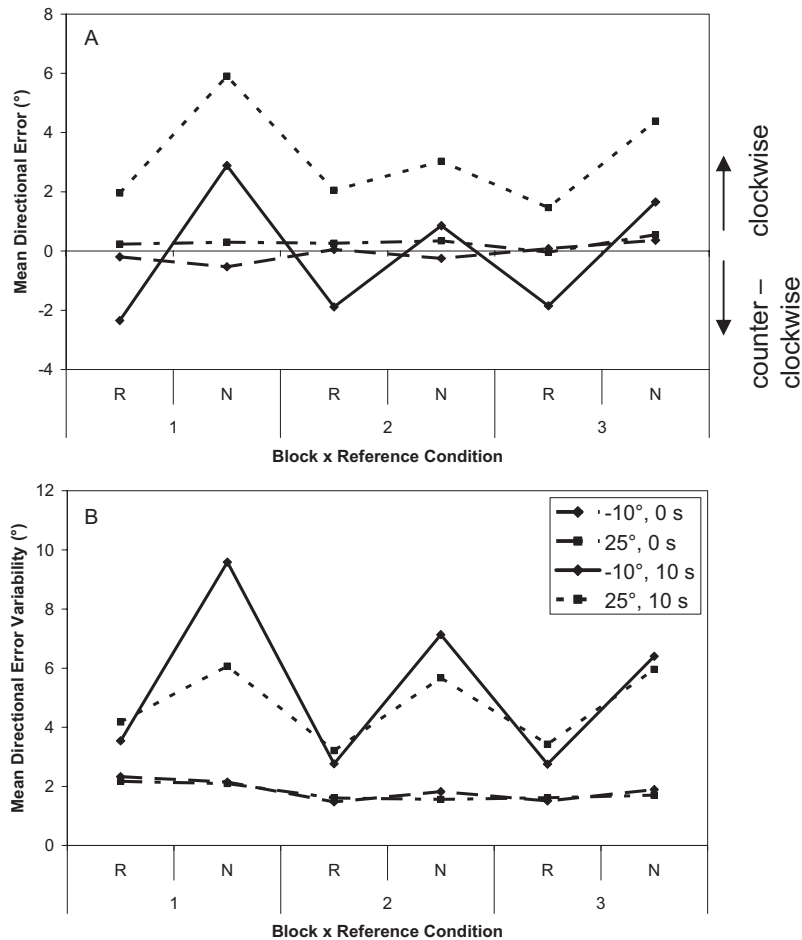 A
8
6
4
2
0
-2
-4
Mean Directional Error (°)
R N R N R N
1 2 3
Block x Reference Condition
clockwise
counter –
clockwise
B
12
10
8
6
4
2
0
Mean Directional Error Variability (°)
-10°, 0 s
25°, 0 s
-10°, 10 s
25°, 10 s
R N R N R N
1 2 3
Block x Reference Condition